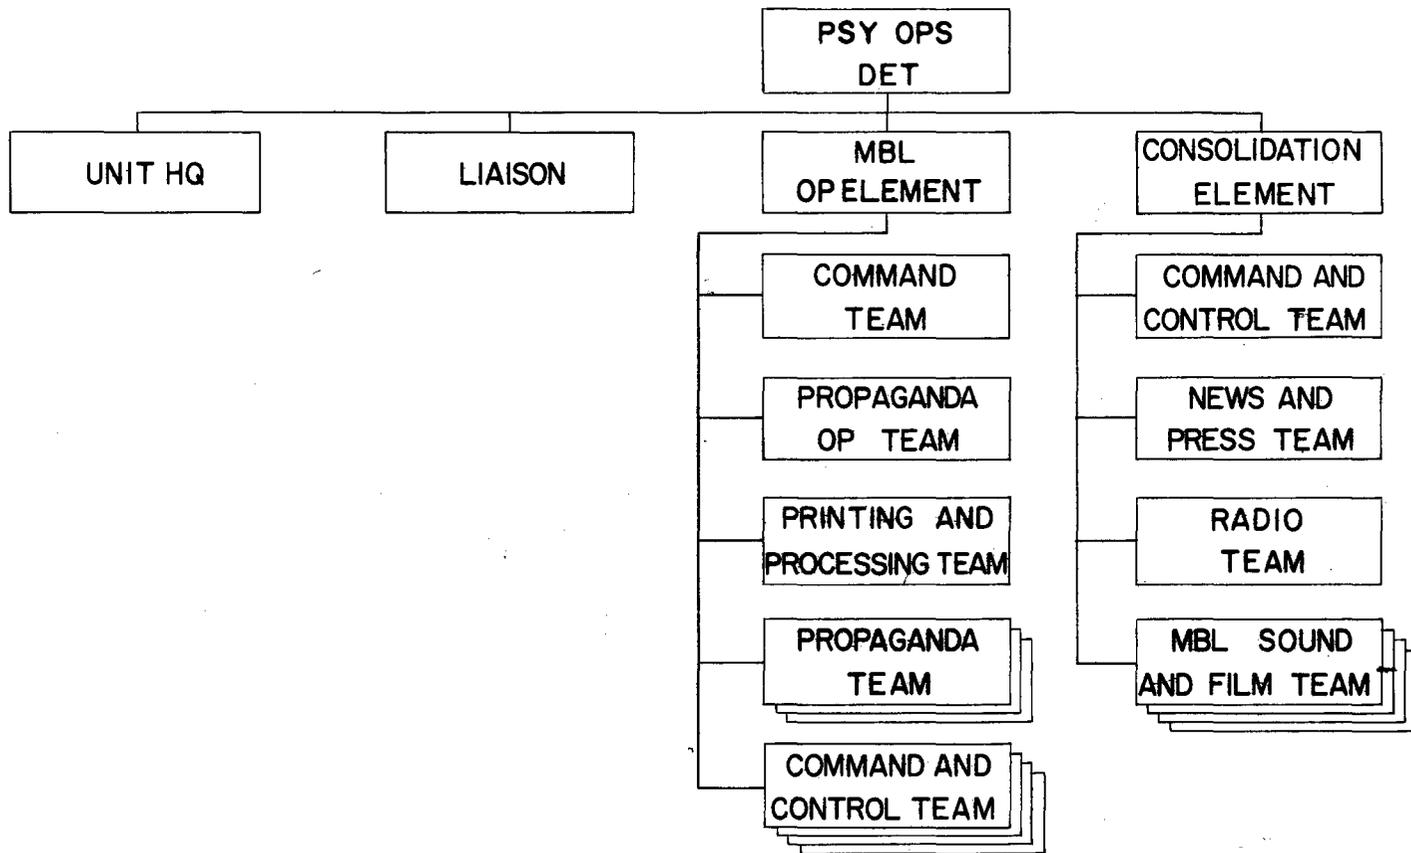 PSY OPS
DET
UNIT HQ
LIAISON
MBL
OP ELEMENT
CONSOLIDATION
ELEMENT
COMMAND
TEAM
PROPAGANDA
OP TEAM
PRINTING AND
PROCESSING TEAM
PROPAGANDA
TEAM
COMMAND AND
CONTROL TEAM
COMMAND AND
CONTROL TEAM
NEWS AND
PRESS TEAM
RADIO
TEAM
MBL SOUND
AND FILM TEAM